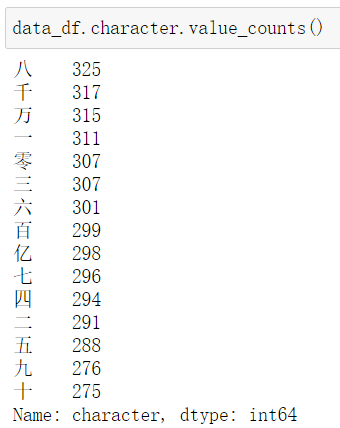 data_df.character.value_counts()
八 325
千 317
万 315
一 311
零 307
三 307
六 301
百 299
亿 298
七 296
四 294
二 291
五 288
九 276
十 275
Name: character, dtype: int64